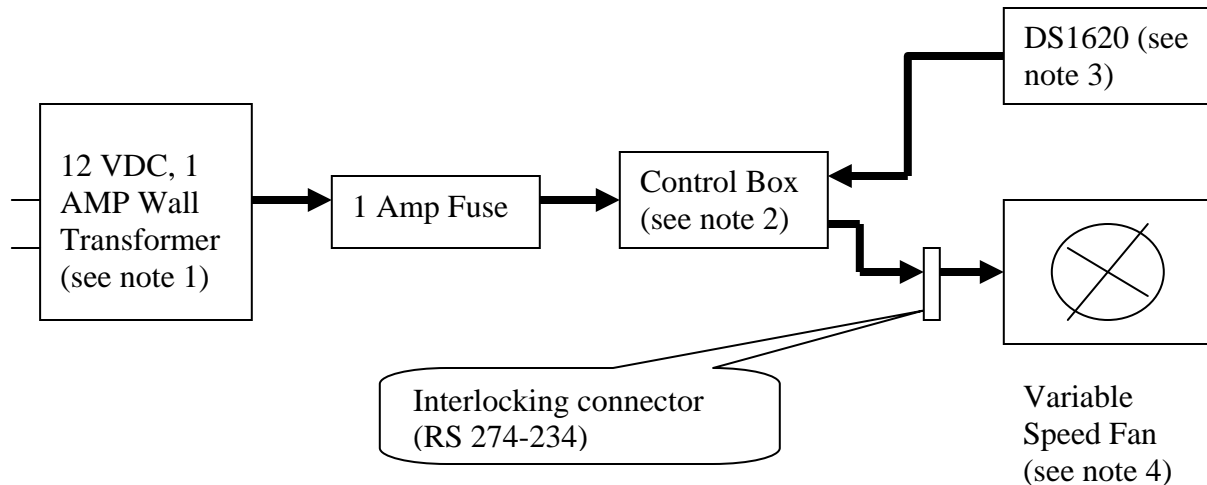 DS1620 (see
note 3)
12 VDC, 1
AMP Wall
Transformer
(see note 1)
1 Amp Fuse
Control Box
(see note 2)
Interlocking connector
(RS 274-234)
Variable
Speed Fan
(see note 4)